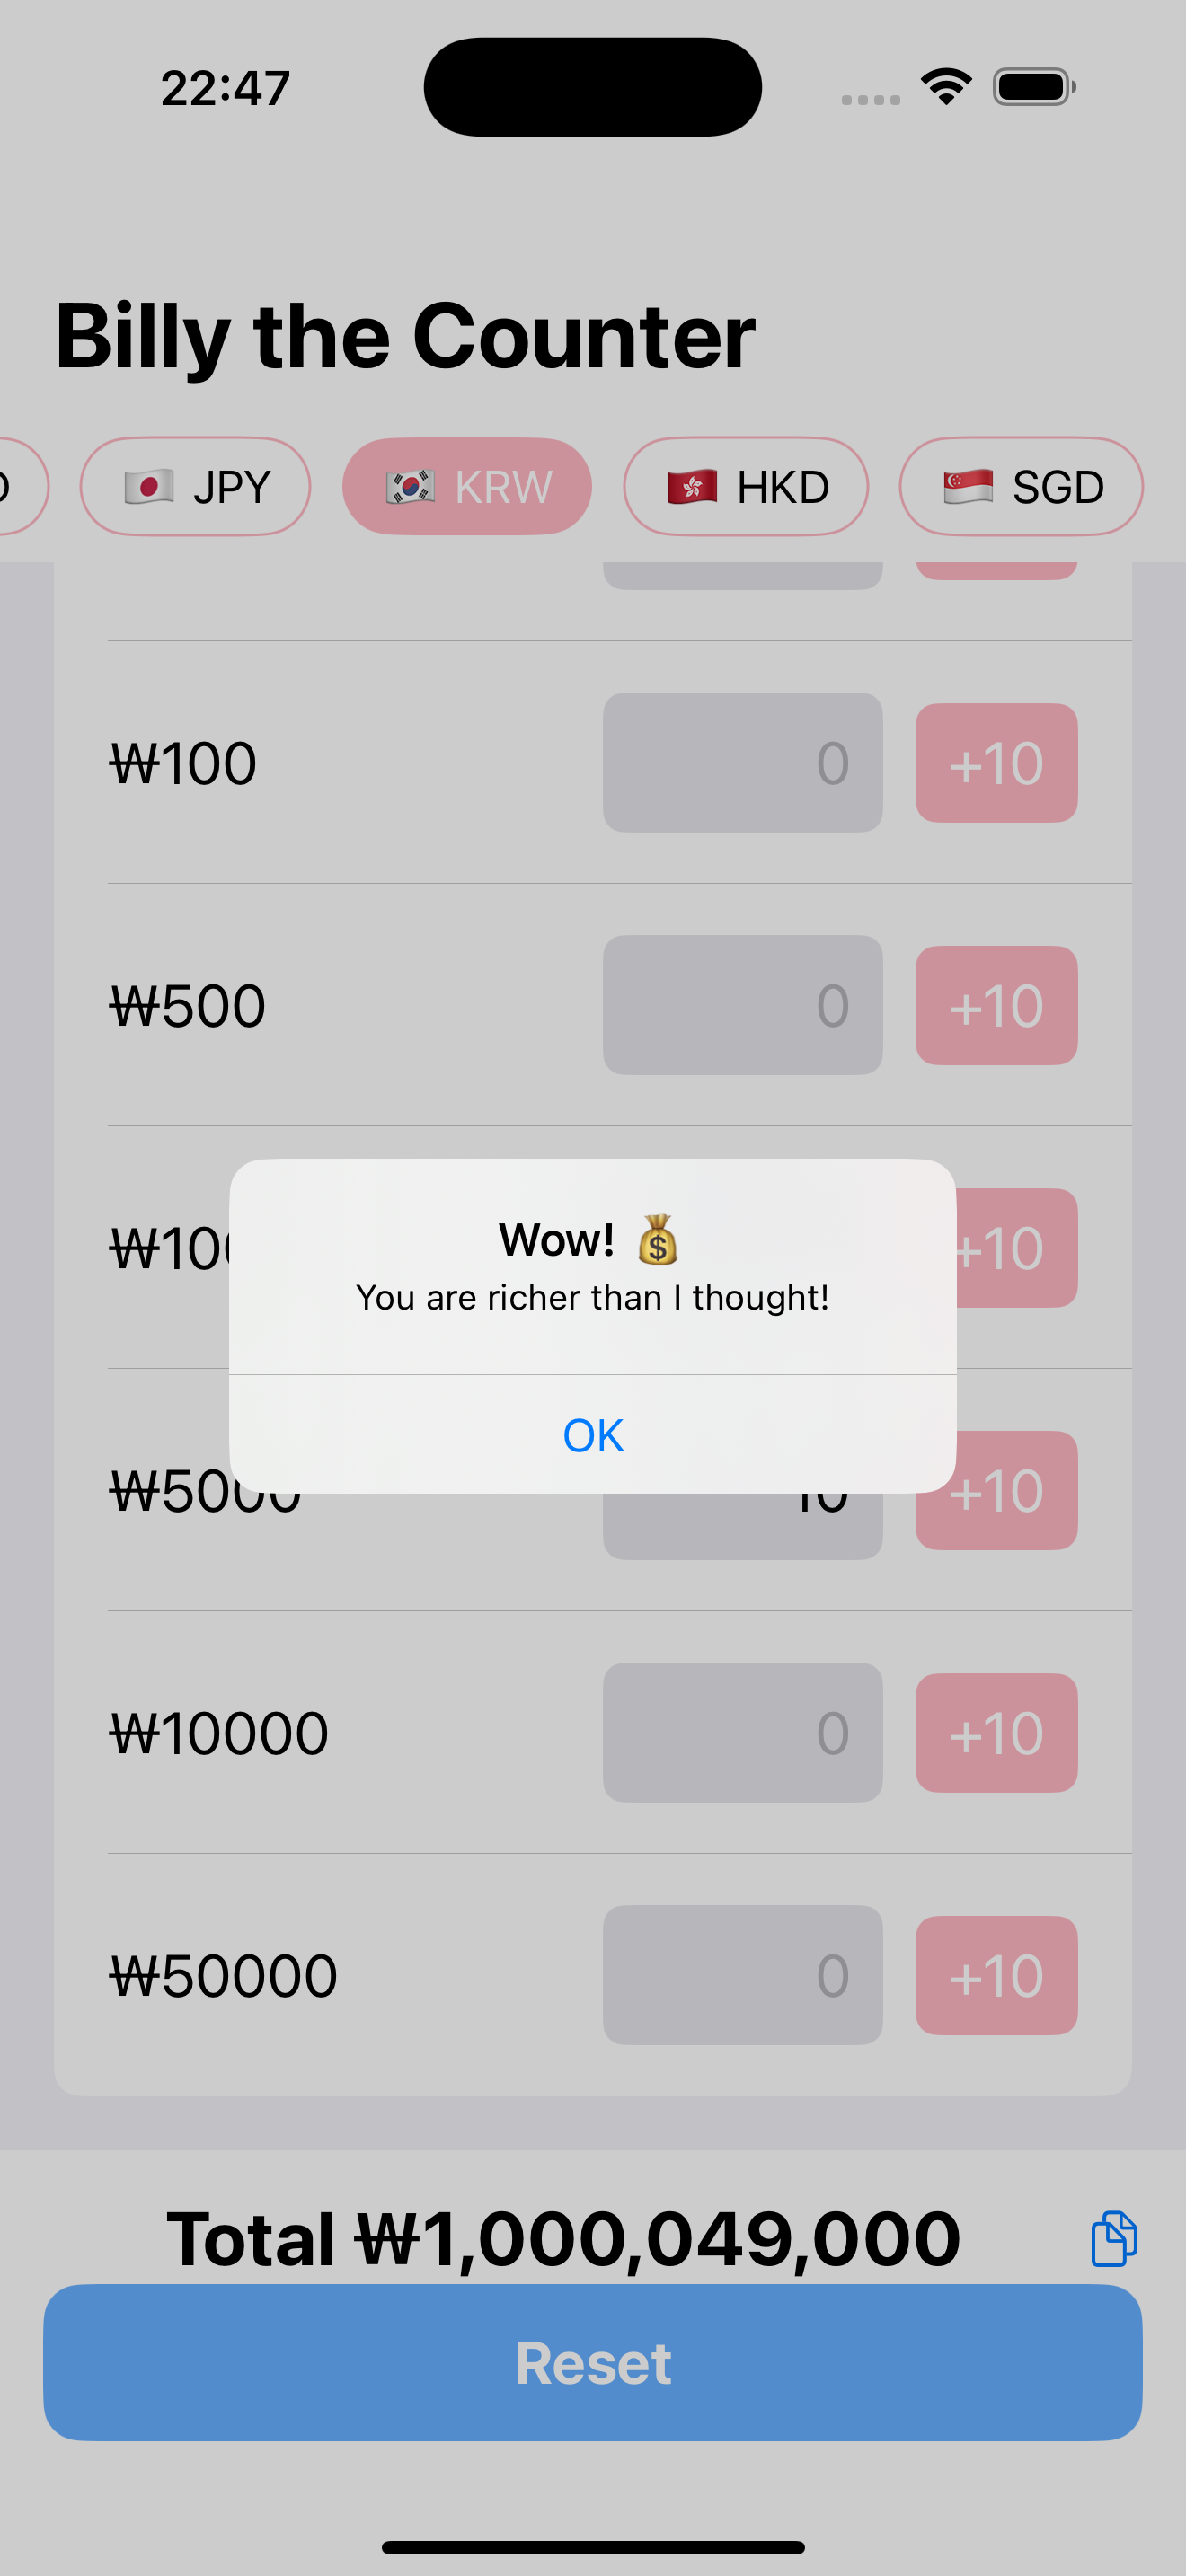 22:47
Billy the Counter
JPY KRW HKD SGD
₩100 0 +10
₩500 0 +10
+10
Wow! 💰
You are richer than I thought!
OK
₩5000 10 +10
₩10000 0 +10
₩50000 0 +10
Total ₩1,000,049,000
Reset